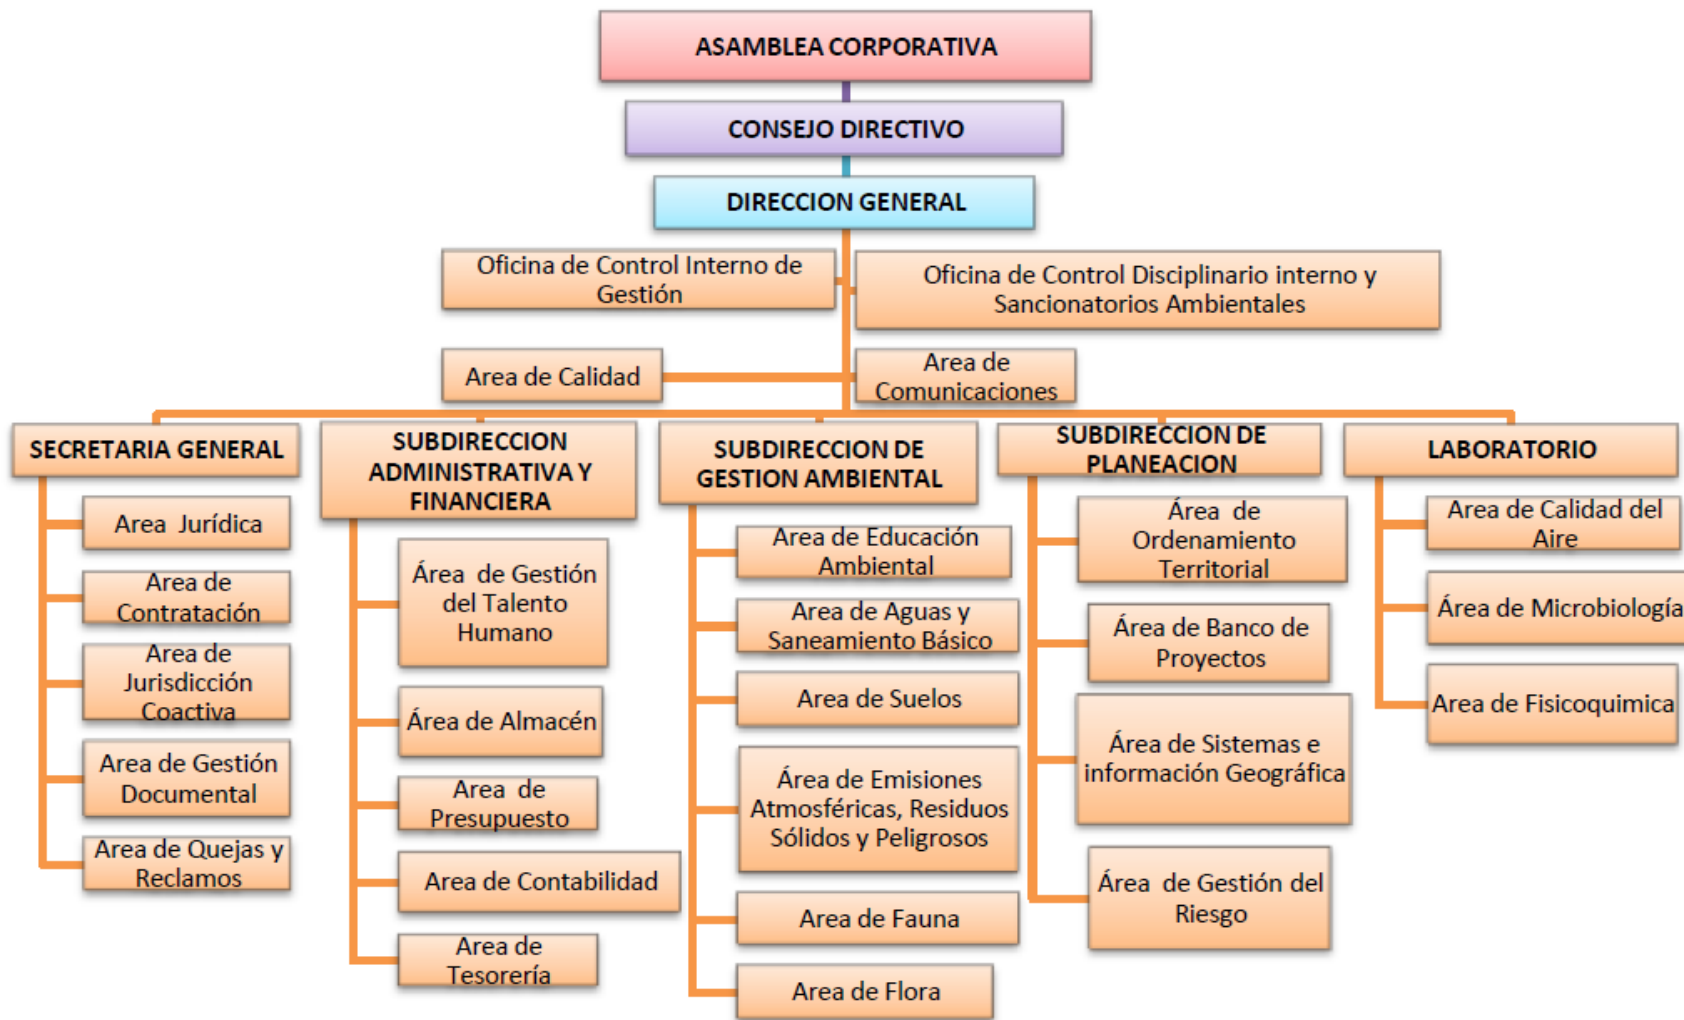 ASAMBLEA CORPORATIVA
CONSEJO DIRECTIVO
DIRECCION GENERAL
Oficina de Control Interno de
Gestión
Oficina de Control Disciplinario interno y
Sancionatorios Ambientales
Area de Calidad
Area de
Comunicaciones
SECRETARIA GENERAL
Area Jurídica
Area de
Contratación
Area de
Jurisdicción
Coactiva
Area de Gestión
Documental
Area de Quejas y
Reclamos
SUBDIRECCION
ADMINISTRATIVA Y
FINANCIERA
Área de Gestión
del Talento
Humano
Área de Almacén
Area de
Presupuesto
Area de Contabilidad
Area de
Tesorería
SUBDIRECCION DE
GESTION AMBIENTAL
Area de Educación
Ambiental
Area de Aguas y
Saneamiento Básico
Area de Suelos
Área de Emisiones
Atmosféricas, Residuos
Sólidos y Peligrosos
Area de Fauna
Area de Flora
SUBDIRECCION DE
PLANEACION
Área de
Ordenamiento
Territorial
Área de Banco de
Proyectos
Área de Sistemas e
información Geográfica
Área de Gestión del
Riesgo
LABORATORIO
Area de Calidad del
Aire
Área de Microbiología
Area de Fisicoquimica